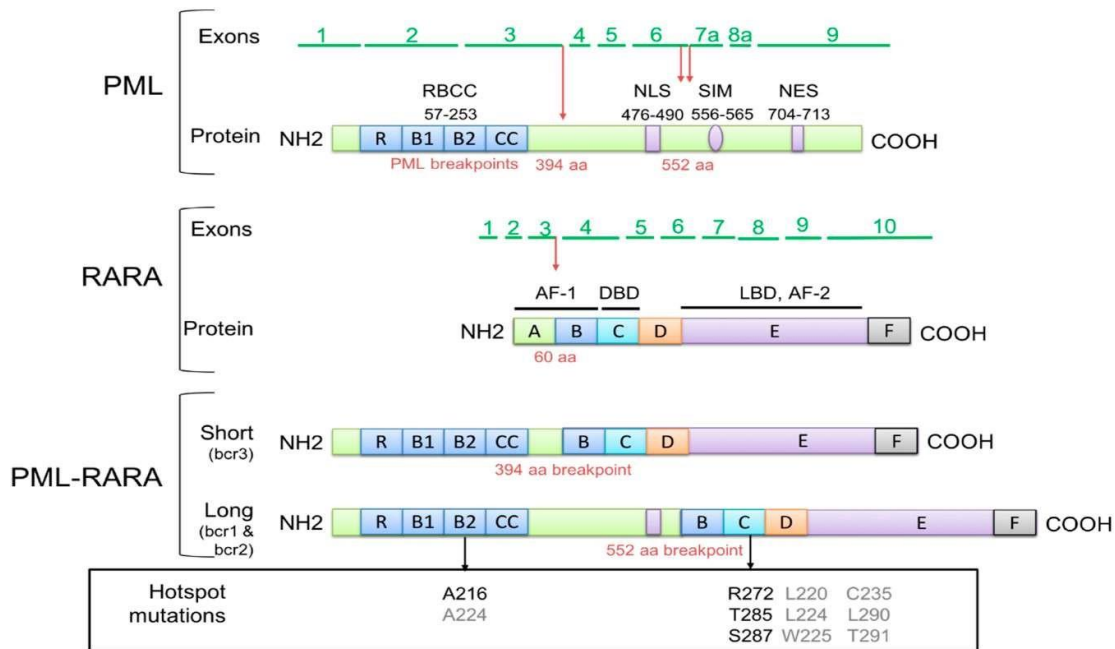 Exons 1 2 3 4 5 6 7a 8a 9
PML
RBCC NLS SIM NES
57-253 476-490 556-565 704-713
Protein NH2 R B1 B2 CC COOH
PML breakpoints 394 aa 552 aa
Exons 1 2 3 4 5 6 7 8 9 10
RARA
AF-1 DBD LBD, AF-2
Protein NH2 A B C D E F COOH
60 aa
Short NH2 R B1 B2 CC B C D E F COOH
(bcr3)
394 aa breakpoint
PML-RARA
Long NH2 R B1 B2 CC B C D E F COOH
(bcr1 &
bcr2)
552 aa breakpoint
Hotspot A216 R272 L220 C235
mutations A224 T285 L224 L290
S287 W225 T291